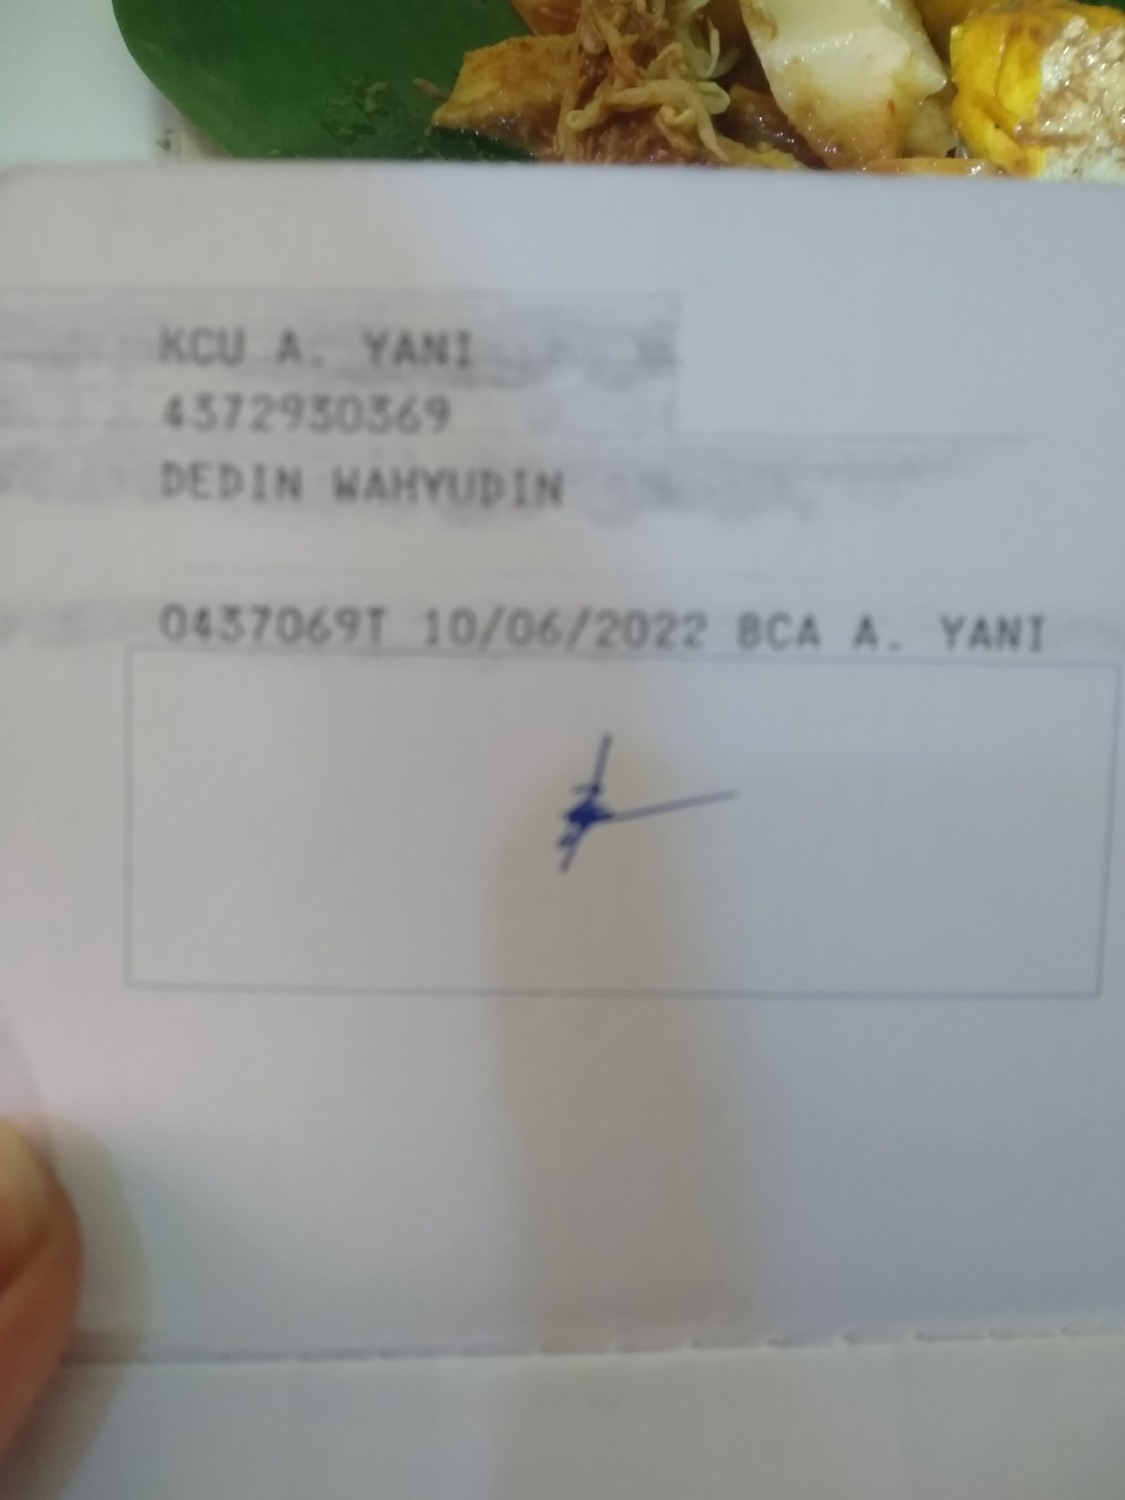 KCU A. YANI
4372930369
DEDIN WAHYUDIN
0437069T 10/06/2022 BCA A. YANI